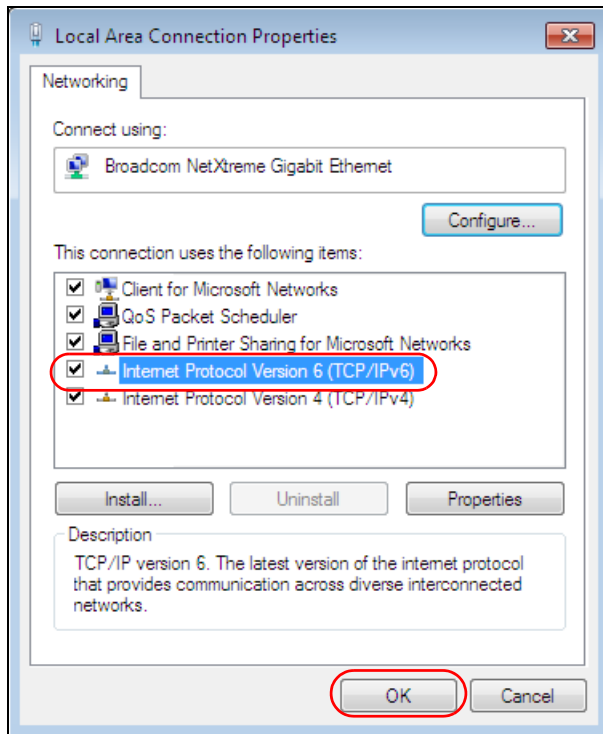 Local Area Connection Properties
Networking
Connect using:
Broadcom NetXtreme Gigabit Ethernet
Configure...
This connection uses the following items:
Client for Microsoft Networks
QoS Packet Scheduler
File and Printer Sharing for Microsoft Networks
Internet Protocol Version 6 (TCP/IPv6)
Internet Protocol Version 4 (TCP/IPv4)
Install...
Uninstall
Properties
Description
TCP/IP version 6. The latest version of the internet protocol
that provides communication across diverse interconnected
networks.
OK
Cancel